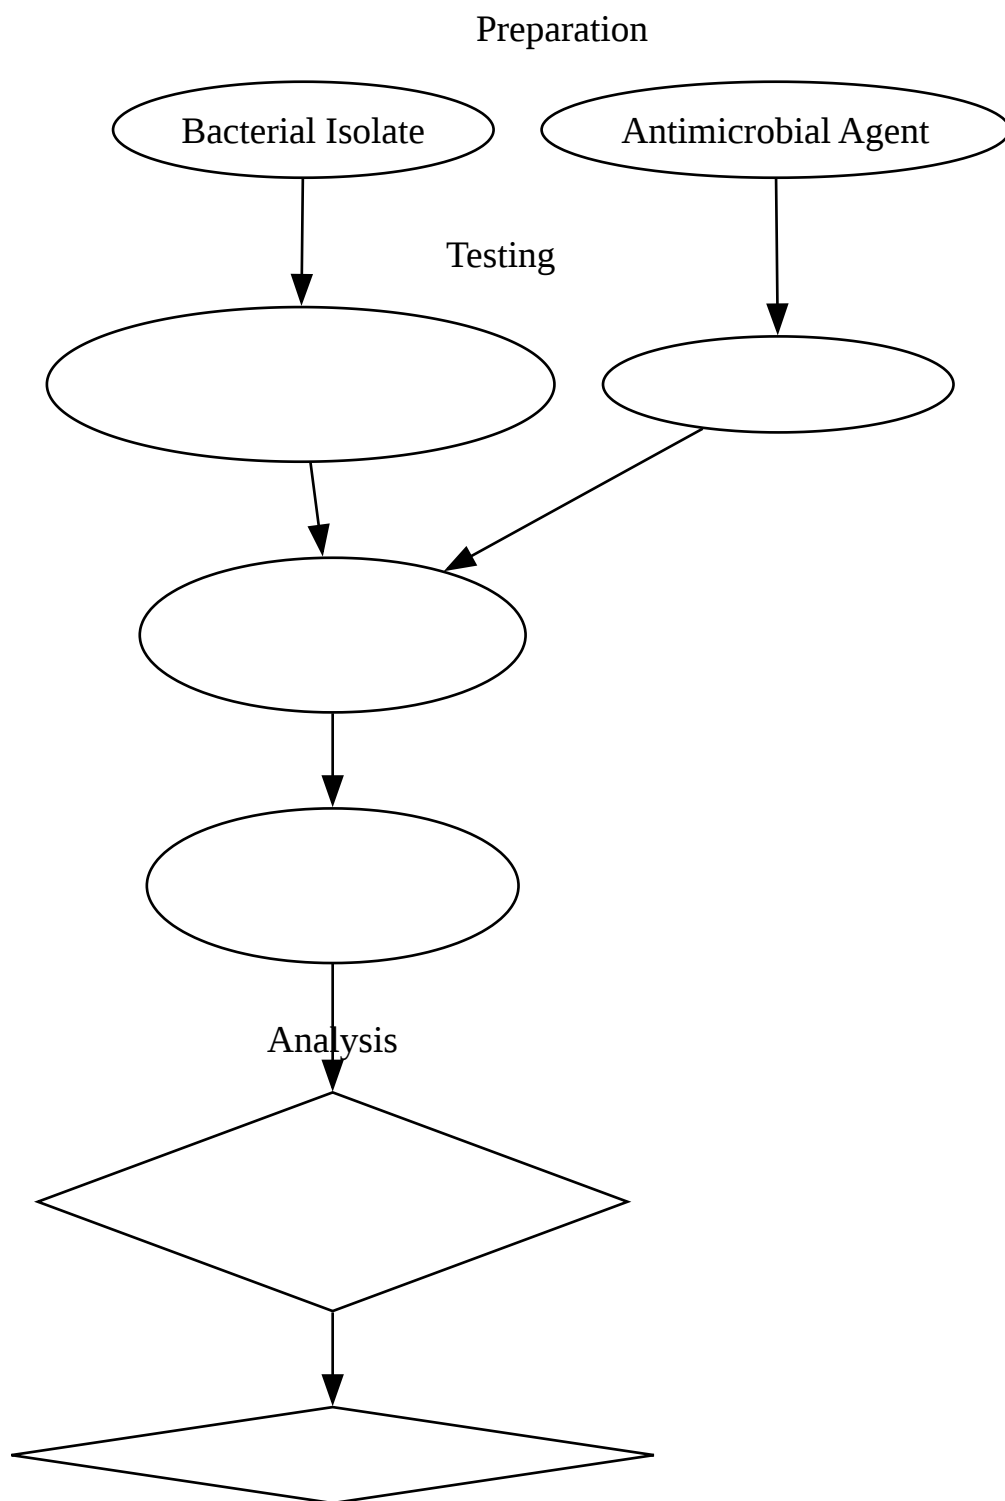 Preparation
Bacterial Isolate
Antimicrobial Agent
Testing
Analysis